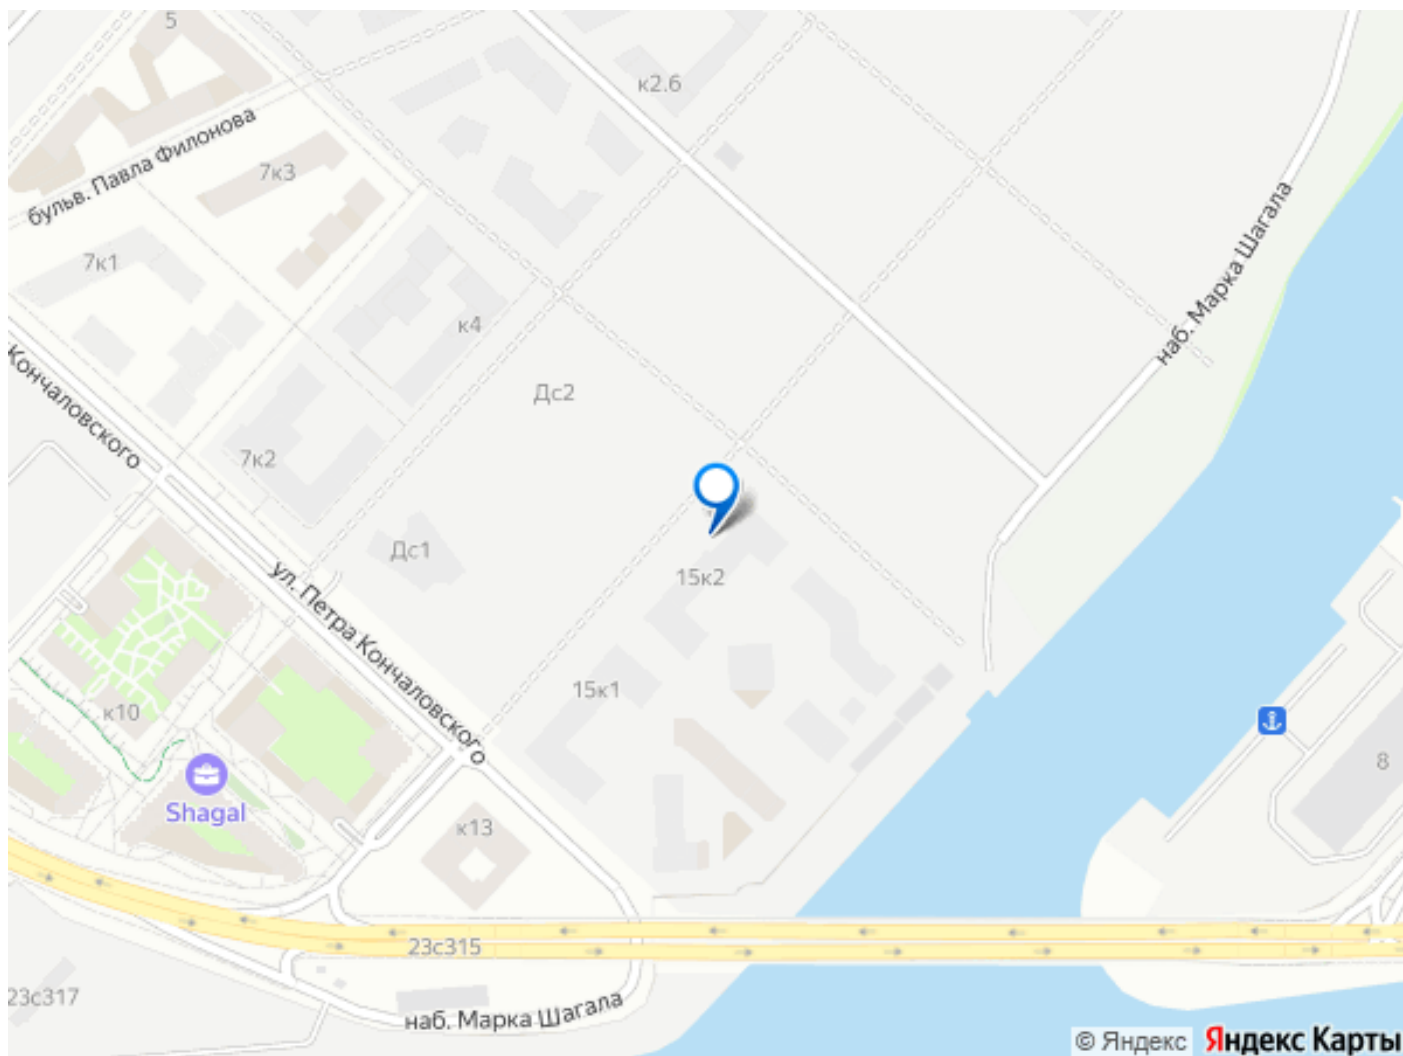 5
к2.6
бульв. Павла Филонова
7к3
7к1
наб. Марка Шагала
к4
Кончаловского
Дс2
7к2
Дс1
15к2
ул. Петра Кончаловского
15к1
к10
8
Shagal
к13
23с315
23с317
наб. Марка Шагала
© Яндекс Яндекс Карты